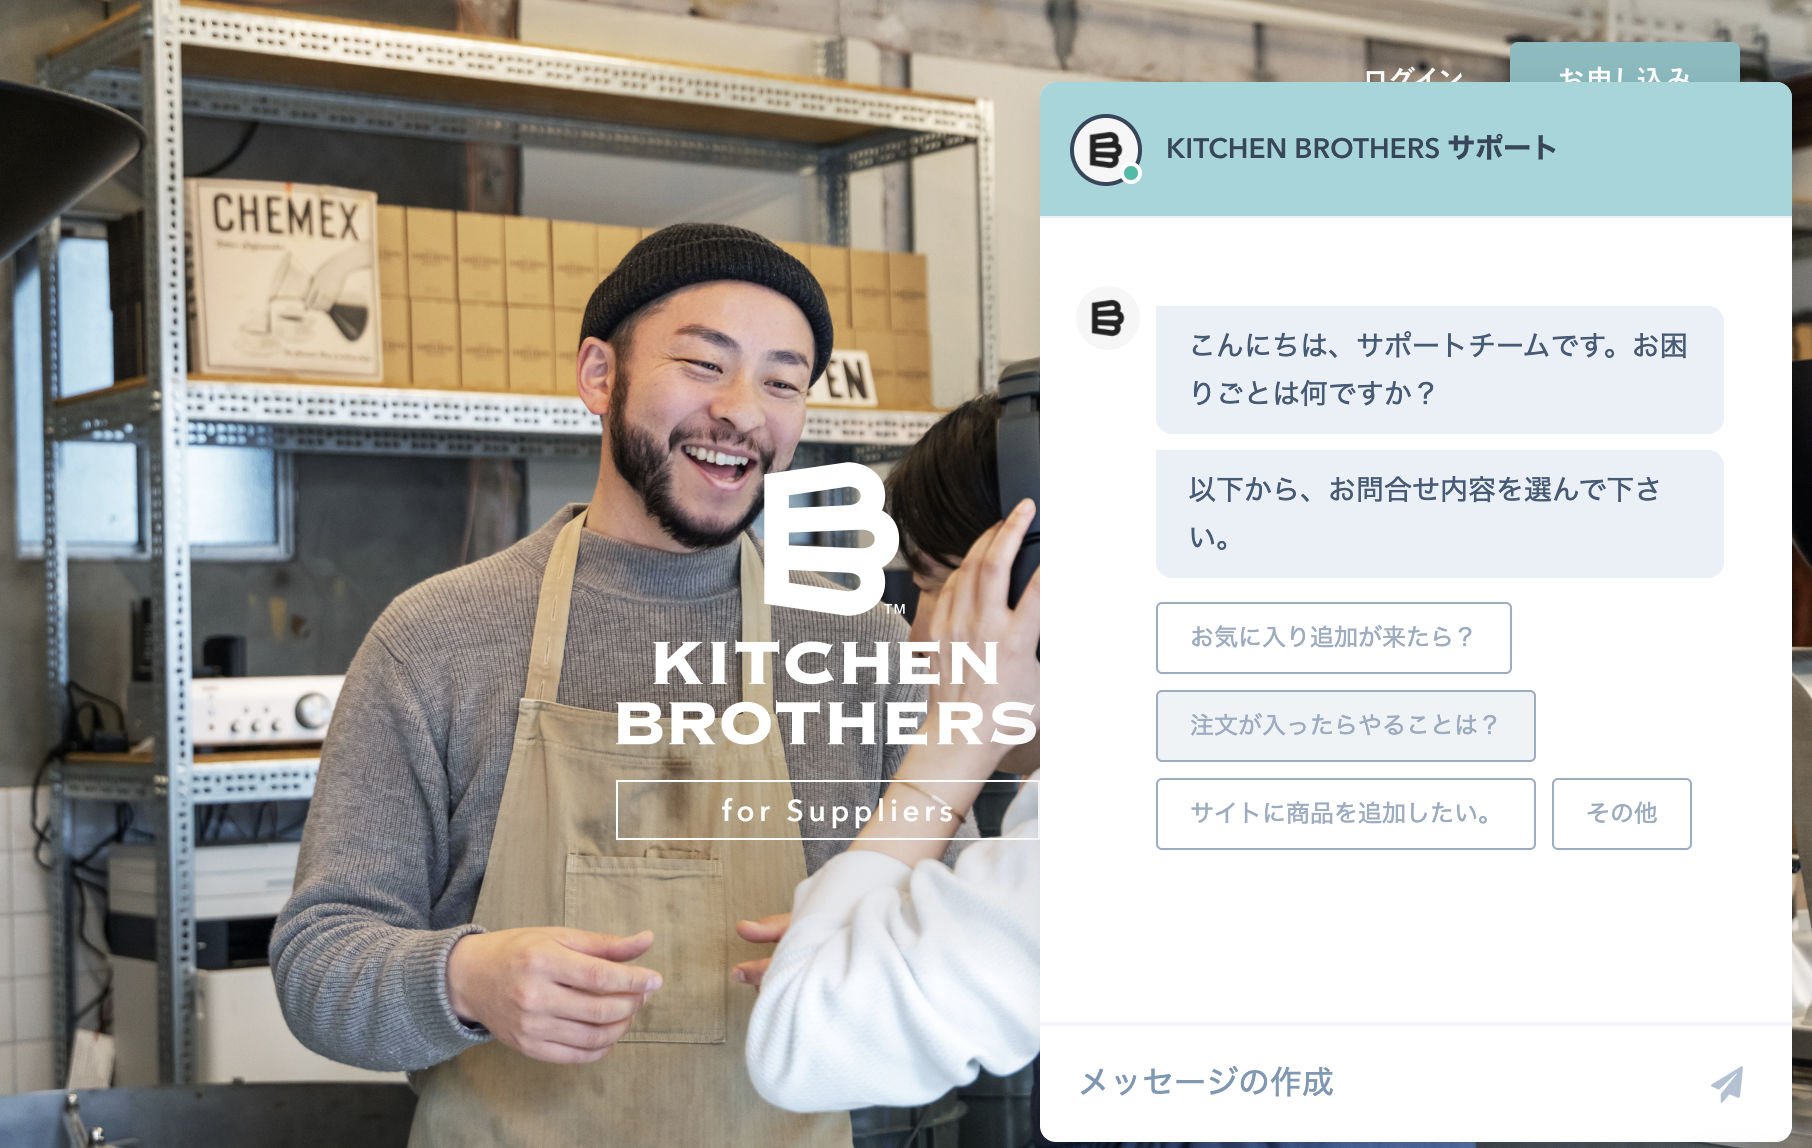 ログイン
お申し込み
KITCHEN BROTHERS サポート
CHEMEX
EN
こんにちは、サポートチームです。お困
りごとは何ですか？
以下から、お問合せ内容を選んで下さ
い。
TM
KITCHEN
BROTHERS
for Suppliers
お気に入り追加が来たら？
注文が入ったらやることは？
サイトに商品を追加したい。
その他
メッセージの作成